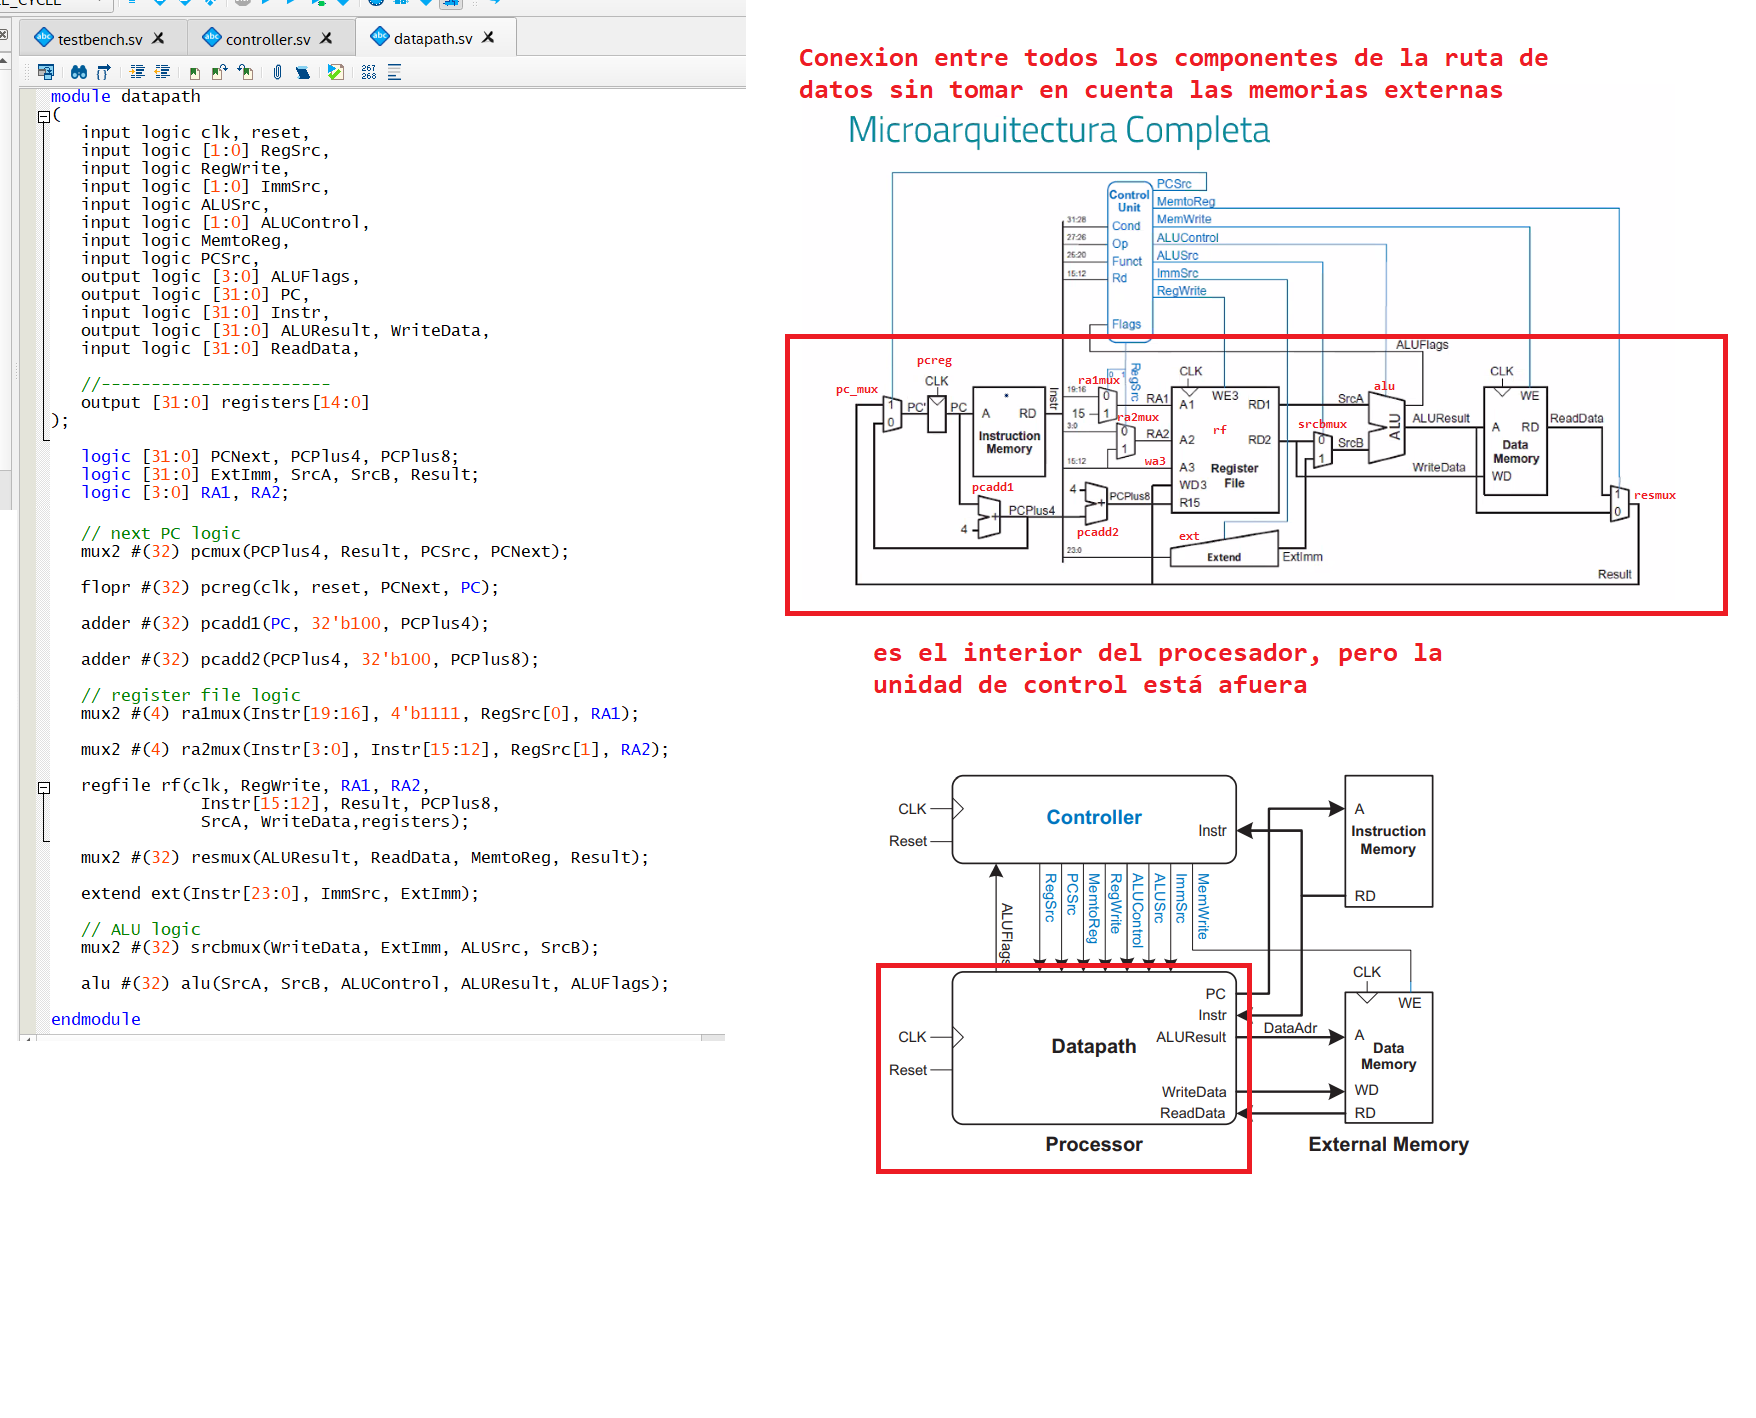 testbench.sv
controller.sv
datapath.sv
267
268
module datapath
(
input logic clk, reset,
input logic [1:0] RegSrc,
input logic RegWrite,
input logic [1:0] ImmSrc,
input logic ALUSrc,
input logic [1:0] ALUControl,
input logic MemtoReg,
input logic PCSrc,
output logic [3:0] ALUFlags,
output logic [31:0] PC,
input logic [31:0] Instr,
output logic [31:0] ALUResult, WriteData,
input logic [31:0] ReadData,
//-----------------------
output [31:0] registers[14:0]
);
logic [31:0] PCNext, PCPlus4, PCPlus8;
logic [31:0] ExtImm, SrcA, SrcB, Result;
logic [3:0] RA1, RA2;
// next PC logic
mux2 #(32) pcmux(PCPlus4, Result, PCSrc, PCNext);
flopr #(32) pcreg(clk, reset, PCNext, PC);
adder #(32) pcadd1(PC, 32'b100, PCPlus4);
adder #(32) pcadd2(PCPlus4, 32'b100, PCPlus8);
// register file logic
mux2 #(4) ra1mux(Instr[19:16], 4'b1111, RegSrc[0], RA1);
mux2 #(4) ra2mux(Instr[3:0], Instr[15:12], RegSrc[1], RA2);
regfile rf(clk, RegWrite, RA1, RA2,
Instr[15:12], Result, PCPlus8,
SrcA, WriteData,registers);
mux2 #(32) resmux(ALUResult, ReadData, MemtoReg, Result);
extend ext(Instr[23:0], ImmSrc, ExtImm);
// ALU logic
mux2 #(32) srcbmux(WriteData, ExtImm, ALUSrc, SrcB);
alu #(32) alu(SrcA, SrcB, ALUControl, ALUResult, ALUFlags);
endmodule
Conexion entre todos los componentes de la ruta de
datos sin tomar en cuenta las memorias externas
Microarquitectura Completa
PCSrc
Control
Unit
MemtoReg
31:28
Cond
MemWrite
27:26
Op
ALUControl
25:20
Funct
ALUSrc
15:12
Rd
ImmSrc
RegWrite
Flags
ALUFlags
pcreg
CLK
pc_mux
1
0
PC'
PC
A
RD
Instruction
Memory
Instr
ra1mux
0 1
RegSrc
19:16
0
15
1
RA1
ra2mux
3:0
0
1
RA2
15:12
wa3
CLK
A1
WE3
RD1
A2
rf
RD2
A3
Register
File
WD3
R15
SrcA
alu
ALU
srcbmux
0
1
SrcB
ALUResult
WriteData
CLK
WE
A
RD
Data
Memory
WD
ReadData
1
0
resmux
pcadd1
4
+
PCPlus4
4
+
PCPlus8
pcadd2
ext
23:0
Extend
ExtImm
Result
es el interior del procesador, pero la
unidad de control está afuera
CLK
Reset
Controller
Instr
A
Instruction
Memory
RD
ALUFlags
RegSrc
PCSrc
MemtoReg
RegWrite
ALUControl
ALUSrc
ImmSrc
MemWrite
CLK
Reset
Datapath
PC
Instr
ALUResult
WriteData
ReadData
DataAdr
CLK
WE
A
Data
Memory
WD
RD
Processor
External Memory